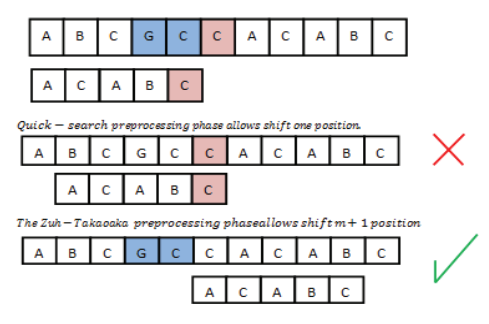 A B C G C C A C A B C
A C A B C
Quick − search preprocessing phase allows shift one position.
A B C G C C A C A B C
A C A B C
The Zuh − Takaoaka preprocessing phaseallows shift m + 1 position
A B C G C C A C A B C
A C A B C